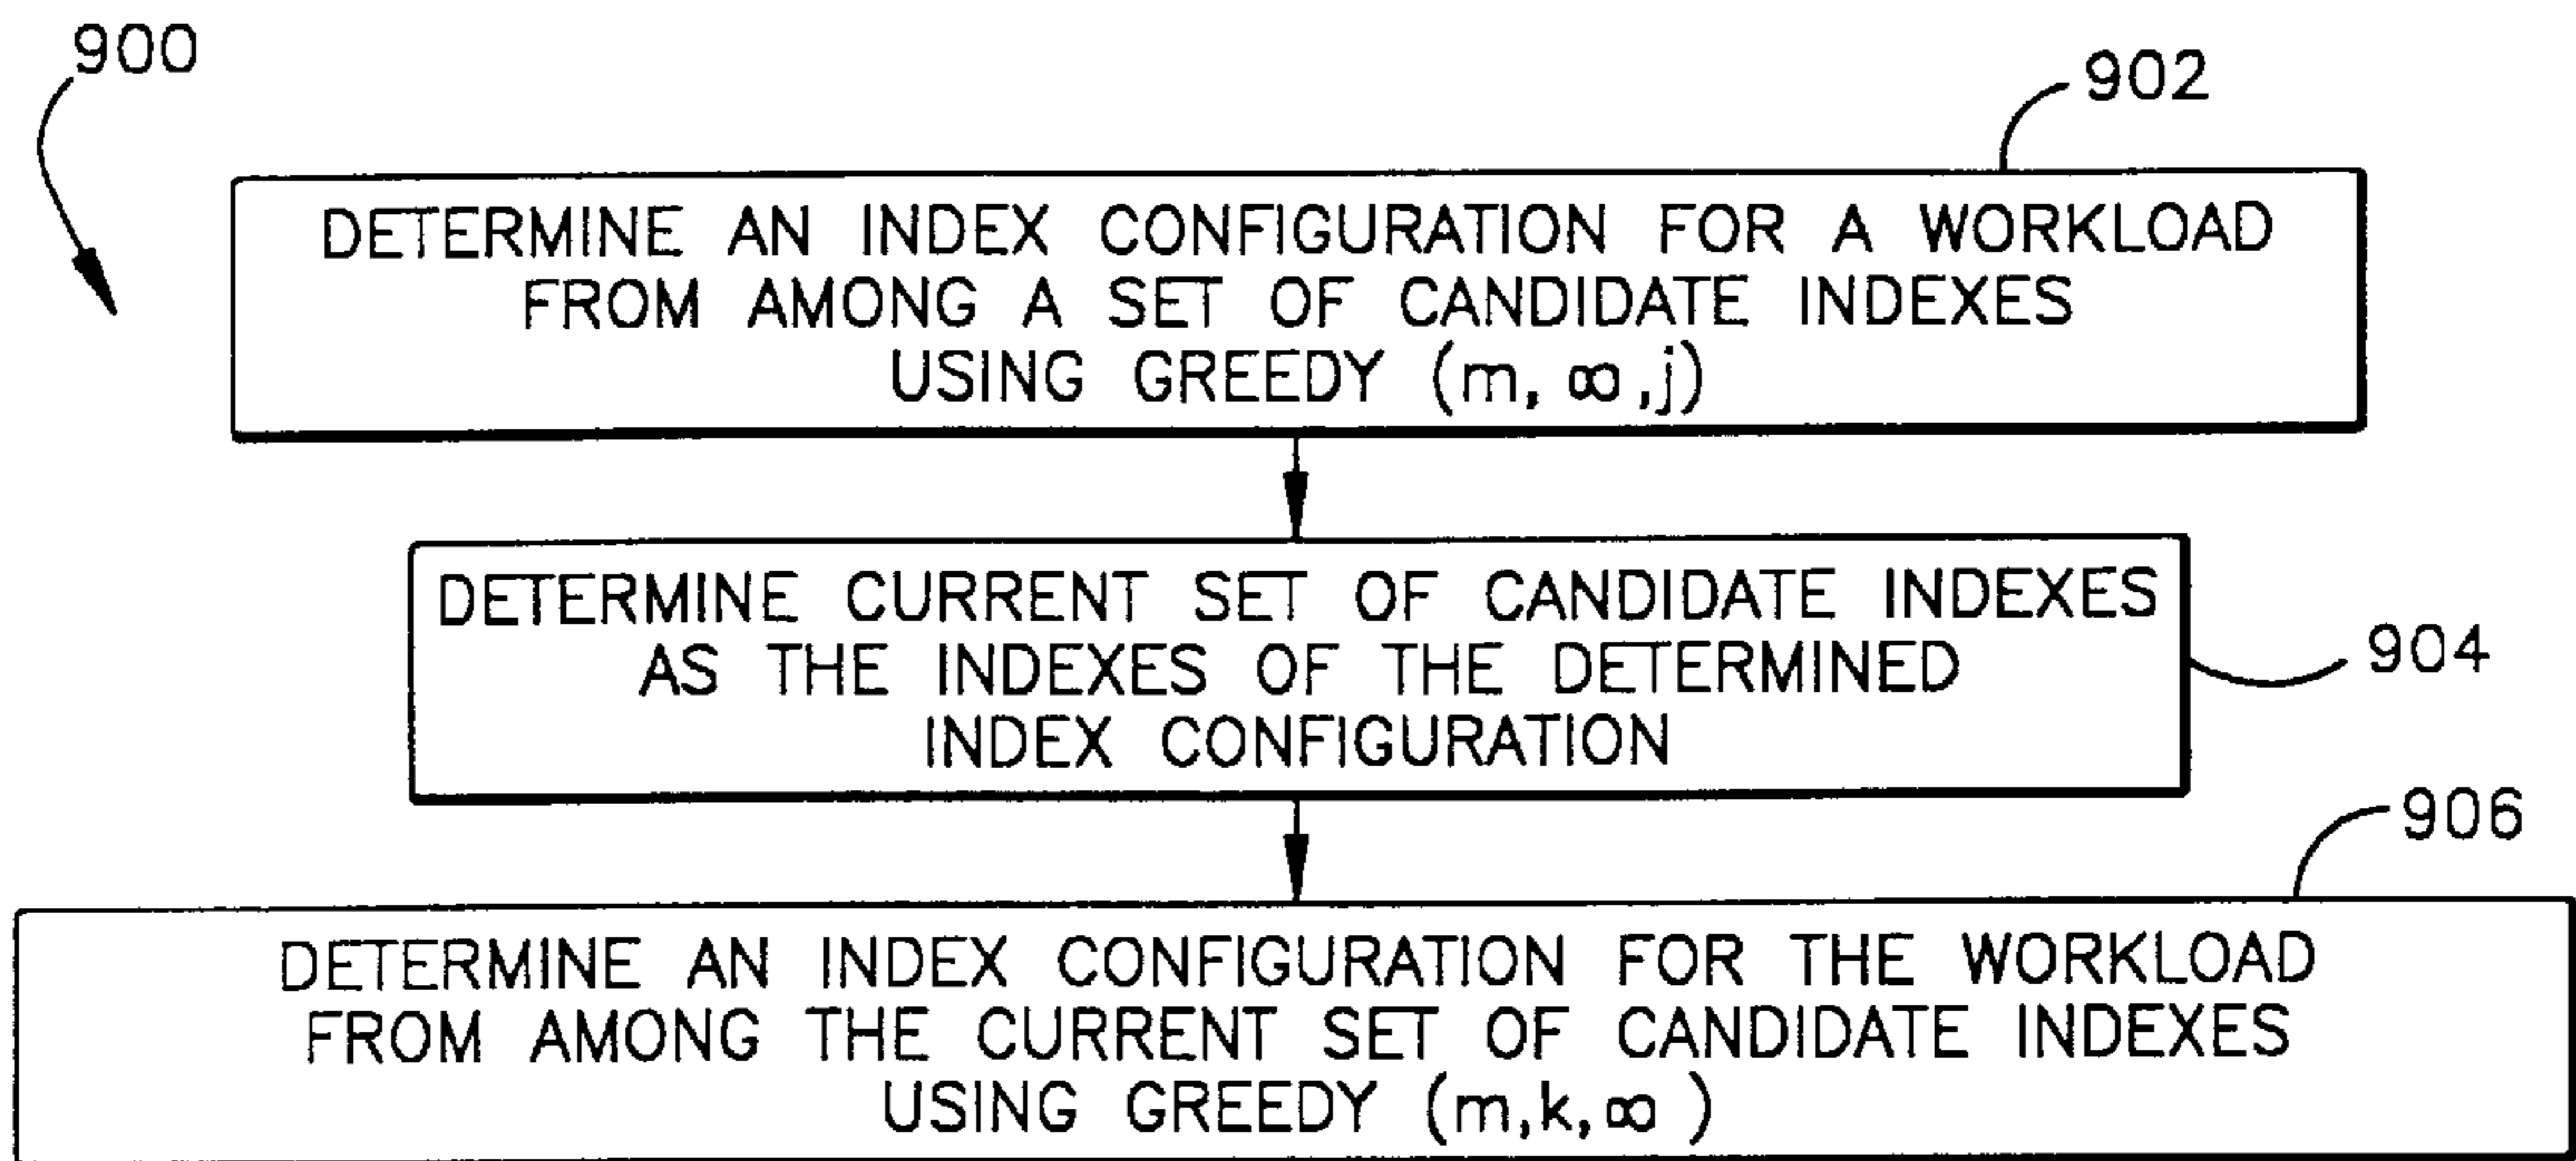 900
902
DETERMINE AN INDEX CONFIGURATION FOR A WORKLOAD
FROM AMONG A SET OF CANDIDATE INDEXES
USING GREEDY (m, ∞,j)
DETERMINE CURRENT SET OF CANDIDATE INDEXES
AS THE INDEXES OF THE DETERMINED
INDEX CONFIGURATION
904
906
DETERMINE AN INDEX CONFIGURATION FOR THE WORKLOAD
FROM AMONG THE CURRENT SET OF CANDIDATE INDEXES
USING GREEDY (m,k,∞ )